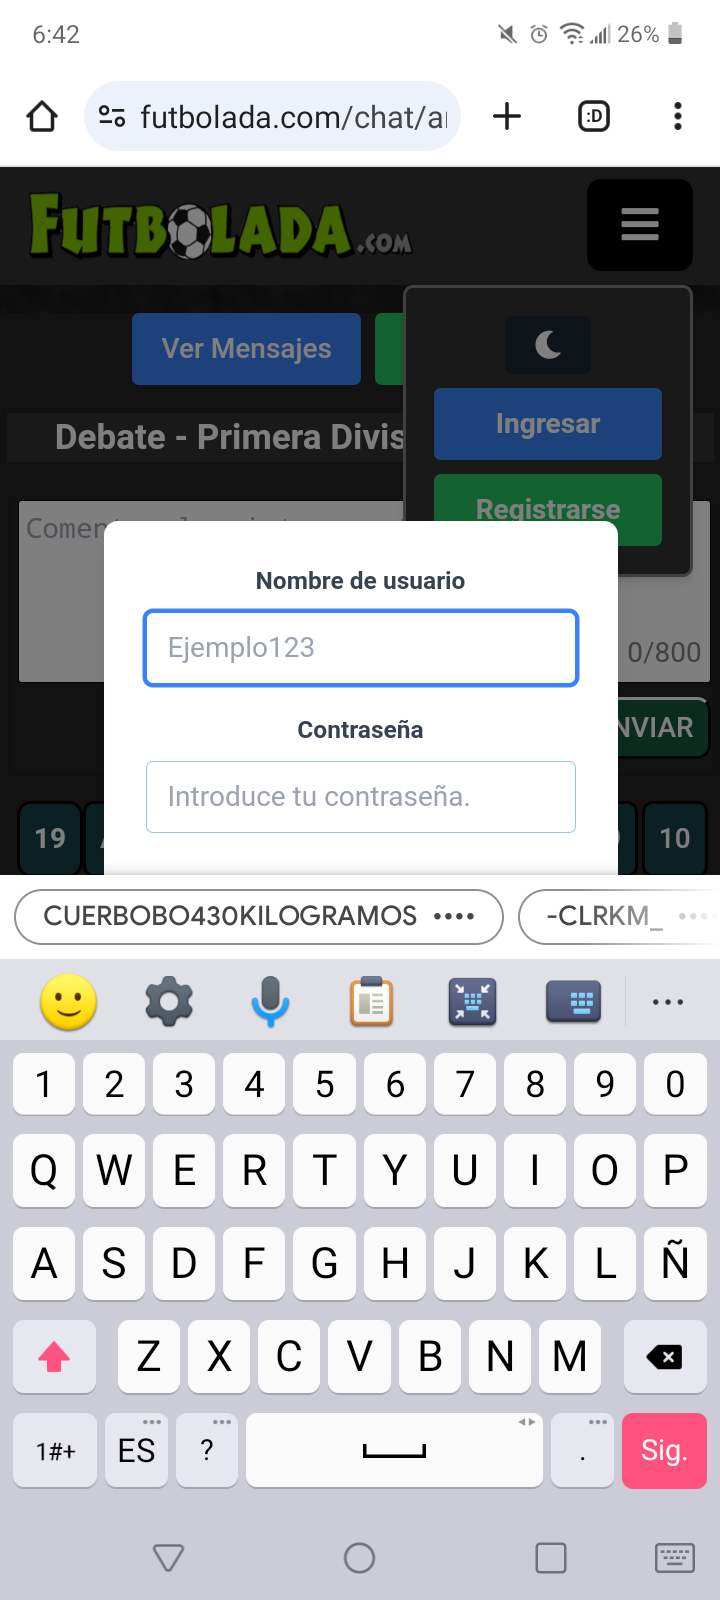 6:42
26%
futbolada.com/chat/a
:D
FUTBOLADA.COM
Ver Mensajes
Ingresar
Debate - Primera Divis
Registrarse
Nombre de usuario
Ejemplo123
0/800
Contraseña
NVIAR
Introduce tu contraseña.
19
10
CUERBOBO430KILOGRAMOS ••••
-CLRKM_ ••••
1 2 3 4 5 6 7 8 9 0
Q W E R T Y U I O P
A S D F G H J K L Ñ
Z X C V B N M
1#+ ES ? . Sig.